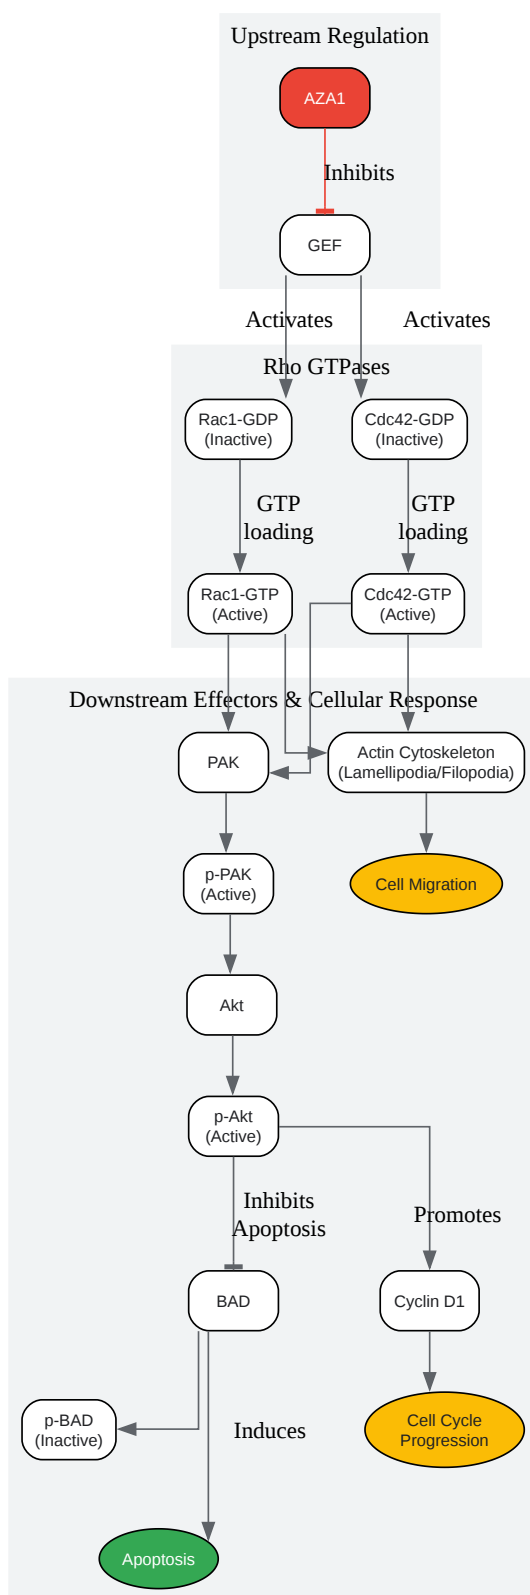 Upstream Regulation
AZA1
Inhibits
GEF
Activates
Activates
Rho GTPases
Rac1-GDP
(Inactive)
Cdc42-GDP
(Inactive)
GTP
loading
GTP
loading
Rac1-GTP
(Active)
Cdc42-GTP
(Active)
Downstream Effectors & Cellular Response
PAK
Actin Cytoskeleton
(Lamellipodia/Filopodia)
p-PAK
(Active)
Cell Migration
Akt
p-Akt
(Active)
Inhibits
Apoptosis
Promotes
BAD
Cyclin D1
p-BAD
(Inactive)
Induces
Cell Cycle
Progression
Apoptosis